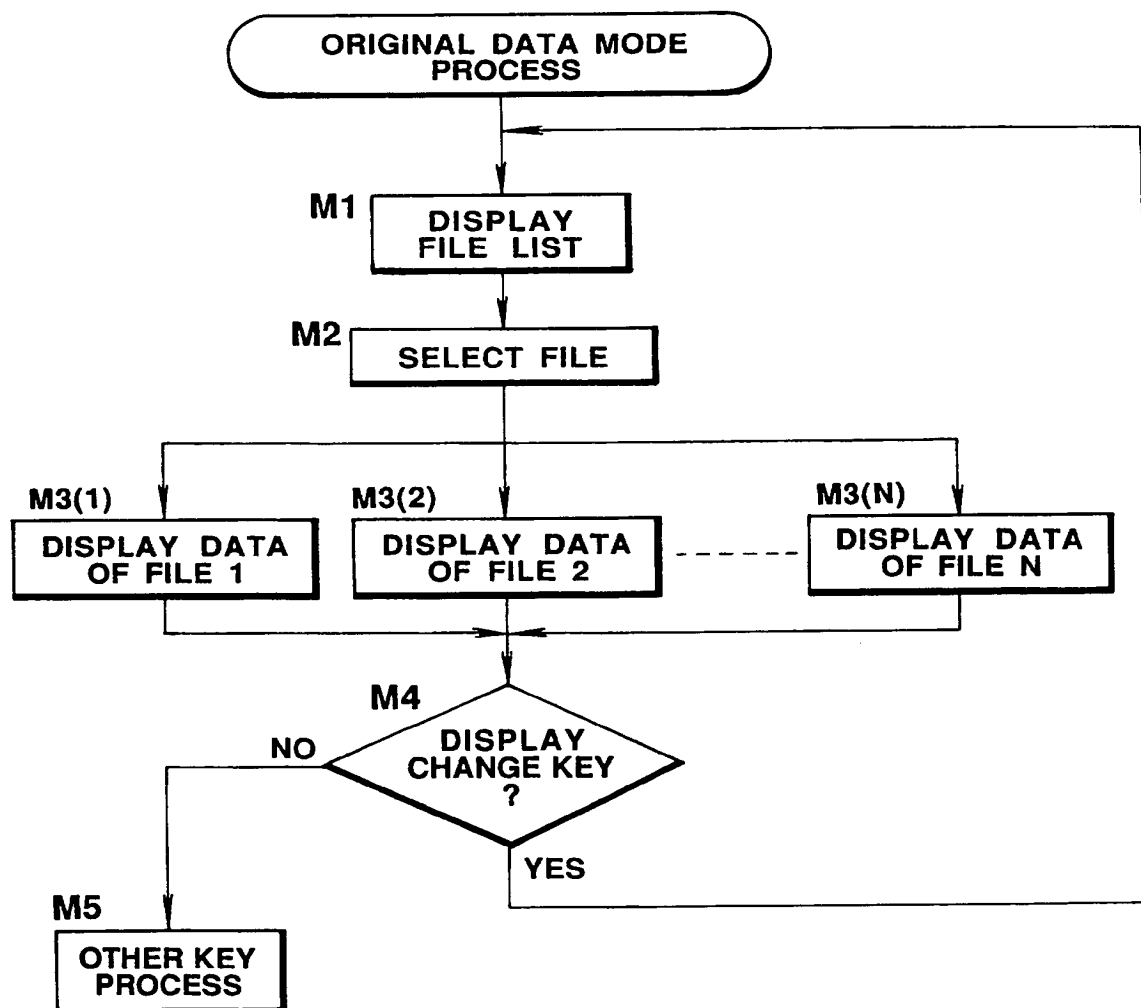 ORIGINAL DATA MODE
PROCESS
M1
DISPLAY
FILE LIST
M2
SELECT FILE
M3(1)
DISPLAY DATA
OF FILE 1
M3(2)
DISPLAY DATA
OF FILE 2
M3(N)
DISPLAY DATA
OF FILE N
M4
DISPLAY
CHANGE KEY
?
NO
YES
M5
OTHER KEY
PROCESS